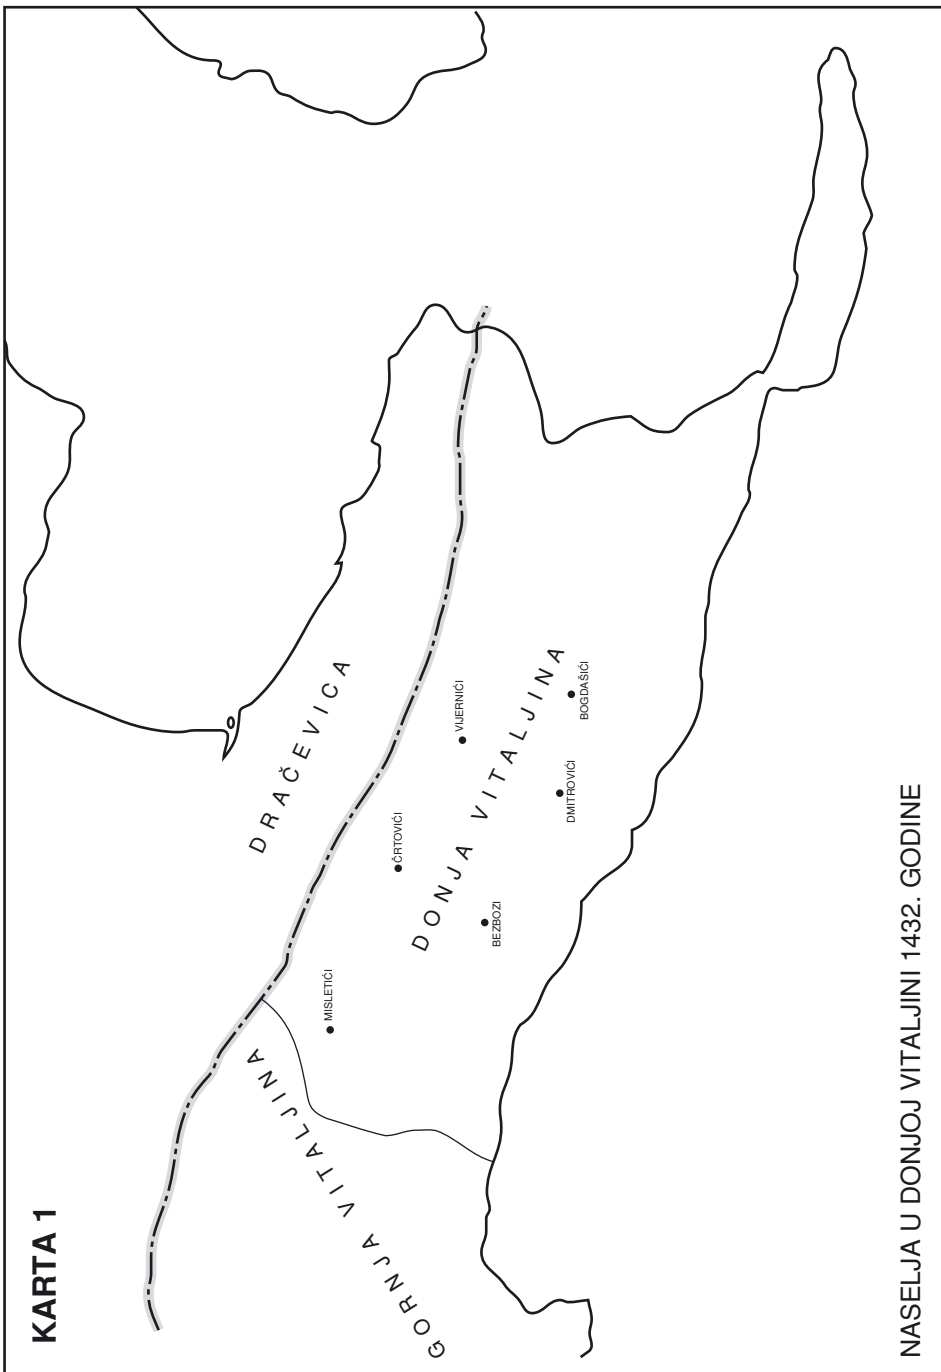 KARTA 1
DRAČEVICA
GORNJA VITALJINA
DONJA VITALJINA
MISLETIĆI
ČRTOVIĆI
VIJERNIĆI
BEZBOZI
DMITROVIĆI
BOGDAŠIĆI
NASELJA U DONJOJ VITALJINI 1432. GODINE